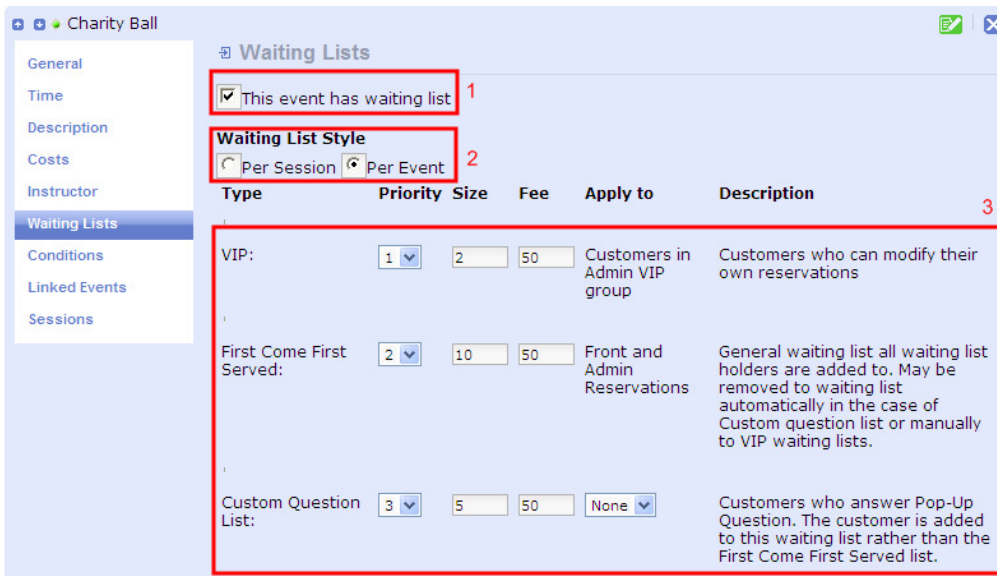 Charity Ball
General
Time
Description
Costs
Instructor
Waiting Lists
Conditions
Linked Events
Sessions
Waiting Lists
This event has waiting list
1
Waiting List Style
Per Session Per Event
2
Type Priority Size Fee Apply to Description
3
VIP: 1 2 50 Customers in Admin VIP group Customers who can modify their
own reservations
First Come First Served: 2 10 50 Front and Admin Reservations General waiting list all waiting list
holders are added to. May be
removed to waiting list
automatically in the case of
Custom question list or manually
to VIP waiting lists.
Custom Question List: 3 5 50 None Customers who answer Pop-Up
Question. The customer is added
to this waiting list rather than the
First Come First Served list.